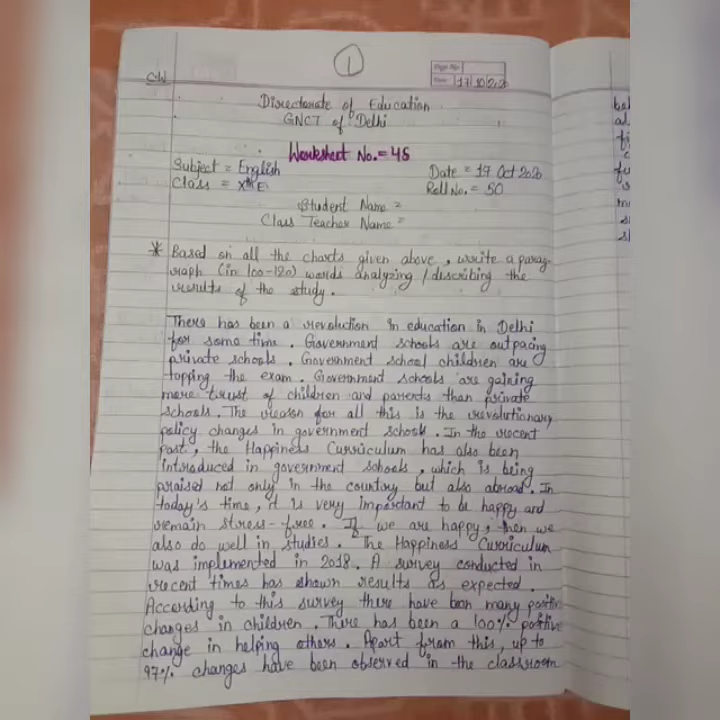 1
C.W
Page No.
Date 17/10/2020
Directorate of Education
GNCT of Delhi
Worksheet No. = 45
Subject = English
Date = 17 Oct 2020
Class = Xth 'E'
Roll No. = 50
Student Name =
Class Teacher Name =
* Based on all the charts given above, write a parag-
raph (in 100-120) words analyzing / describing the
results of the study.
There has been a revolution in education in Delhi
for some time. Government schools are outpacing
private schools. Government school children are
topping the exam. Government schools are gaining
more trust of children and parents than private
schools. The reason for all this is the revolutionary
policy changes in government schools. In the recent
past, the Happiness Curriculum has also been
introduced in government schools, which is being
praised not only in the country but also abroad. In
today's time, it is very important to be happy and
remain stress-free. If we are happy, then we
also do well in studies. The Happiness Curriculum
was implemented in 2018. A survey conducted in
recent times has shown results as expected.
According to this survey there have been many positive
changes in children. There has been a 100% positive
change in helping others. Apart from this, up to
97% changes have been observed in the classroom